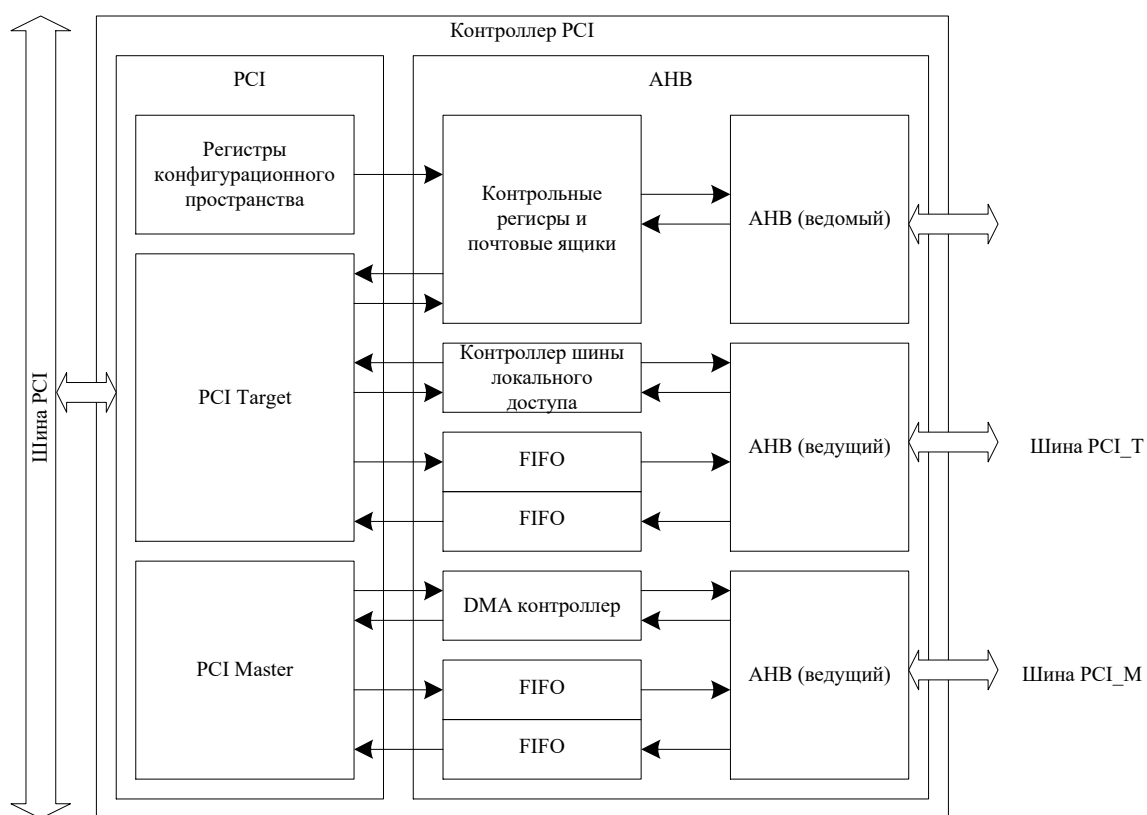 Контроллер PCI
PCI
AHB
Регистры
конфигурационного
пространства
Контрольные
регисры и
почтовые ящики
AHB (ведомый)
Шина PCI
PCI Target
Контроллер шины
локального
доступа
AHB (ведущий)
Шина PCI_T
FIFO
FIFO
PCI Master
DMA контроллер
AHB (ведущий)
Шина PCI_M
FIFO
FIFO